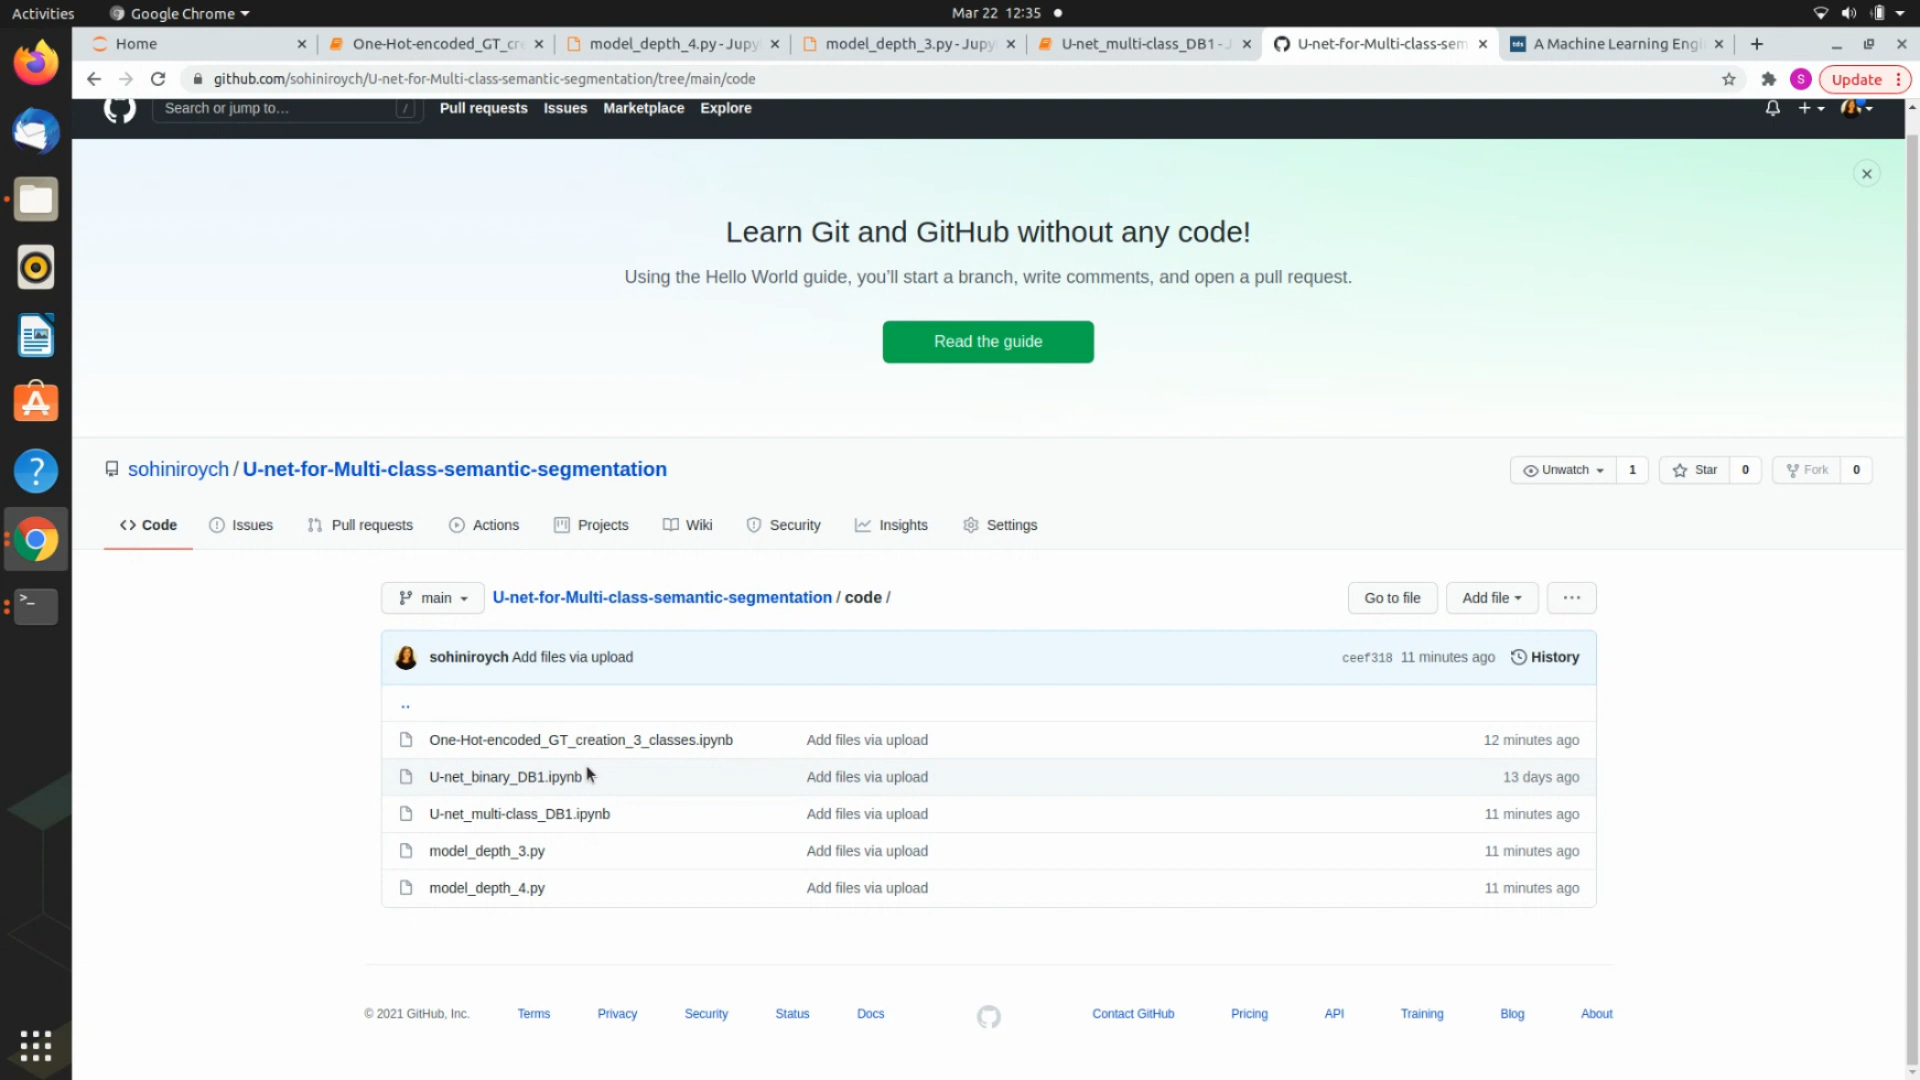 Activities Google Chrome Mar 22 12:35
Home One-Hot-encoded_GT_cre model_depth_4.py - Jupy model_depth_3.py - Jupy U-net_multi-class_DB1 - J U-net-for-Multi-class-sem tds A Machine Learning Engi
github.com/sohiniroych/U-net-for-Multi-class-semantic-segmentation/tree/main/code S Update
Search or jump to... / Pull requests Issues Marketplace Explore
Learn Git and GitHub without any code!
Using the Hello World guide, you'll start a branch, write comments, and open a pull request.
Read the guide
sohiniroych / U-net-for-Multi-class-semantic-segmentation Unwatch 1 Star 0 Fork 0
Code Issues Pull requests Actions Projects Wiki Security Insights Settings
main U-net-for-Multi-class-semantic-segmentation / code / Go to file Add file ...
sohiniroych Add files via upload ceef318 11 minutes ago History
..
One-Hot-encoded_GT_creation_3_classes.ipynb Add files via upload 12 minutes ago
U-net_binary_DB1.ipynb Add files via upload 13 days ago
U-net_multi-class_DB1.ipynb Add files via upload 11 minutes ago
model_depth_3.py Add files via upload 11 minutes ago
model_depth_4.py Add files via upload 11 minutes ago
© 2021 GitHub, Inc. Terms Privacy Security Status Docs Contact GitHub Pricing API Training Blog About